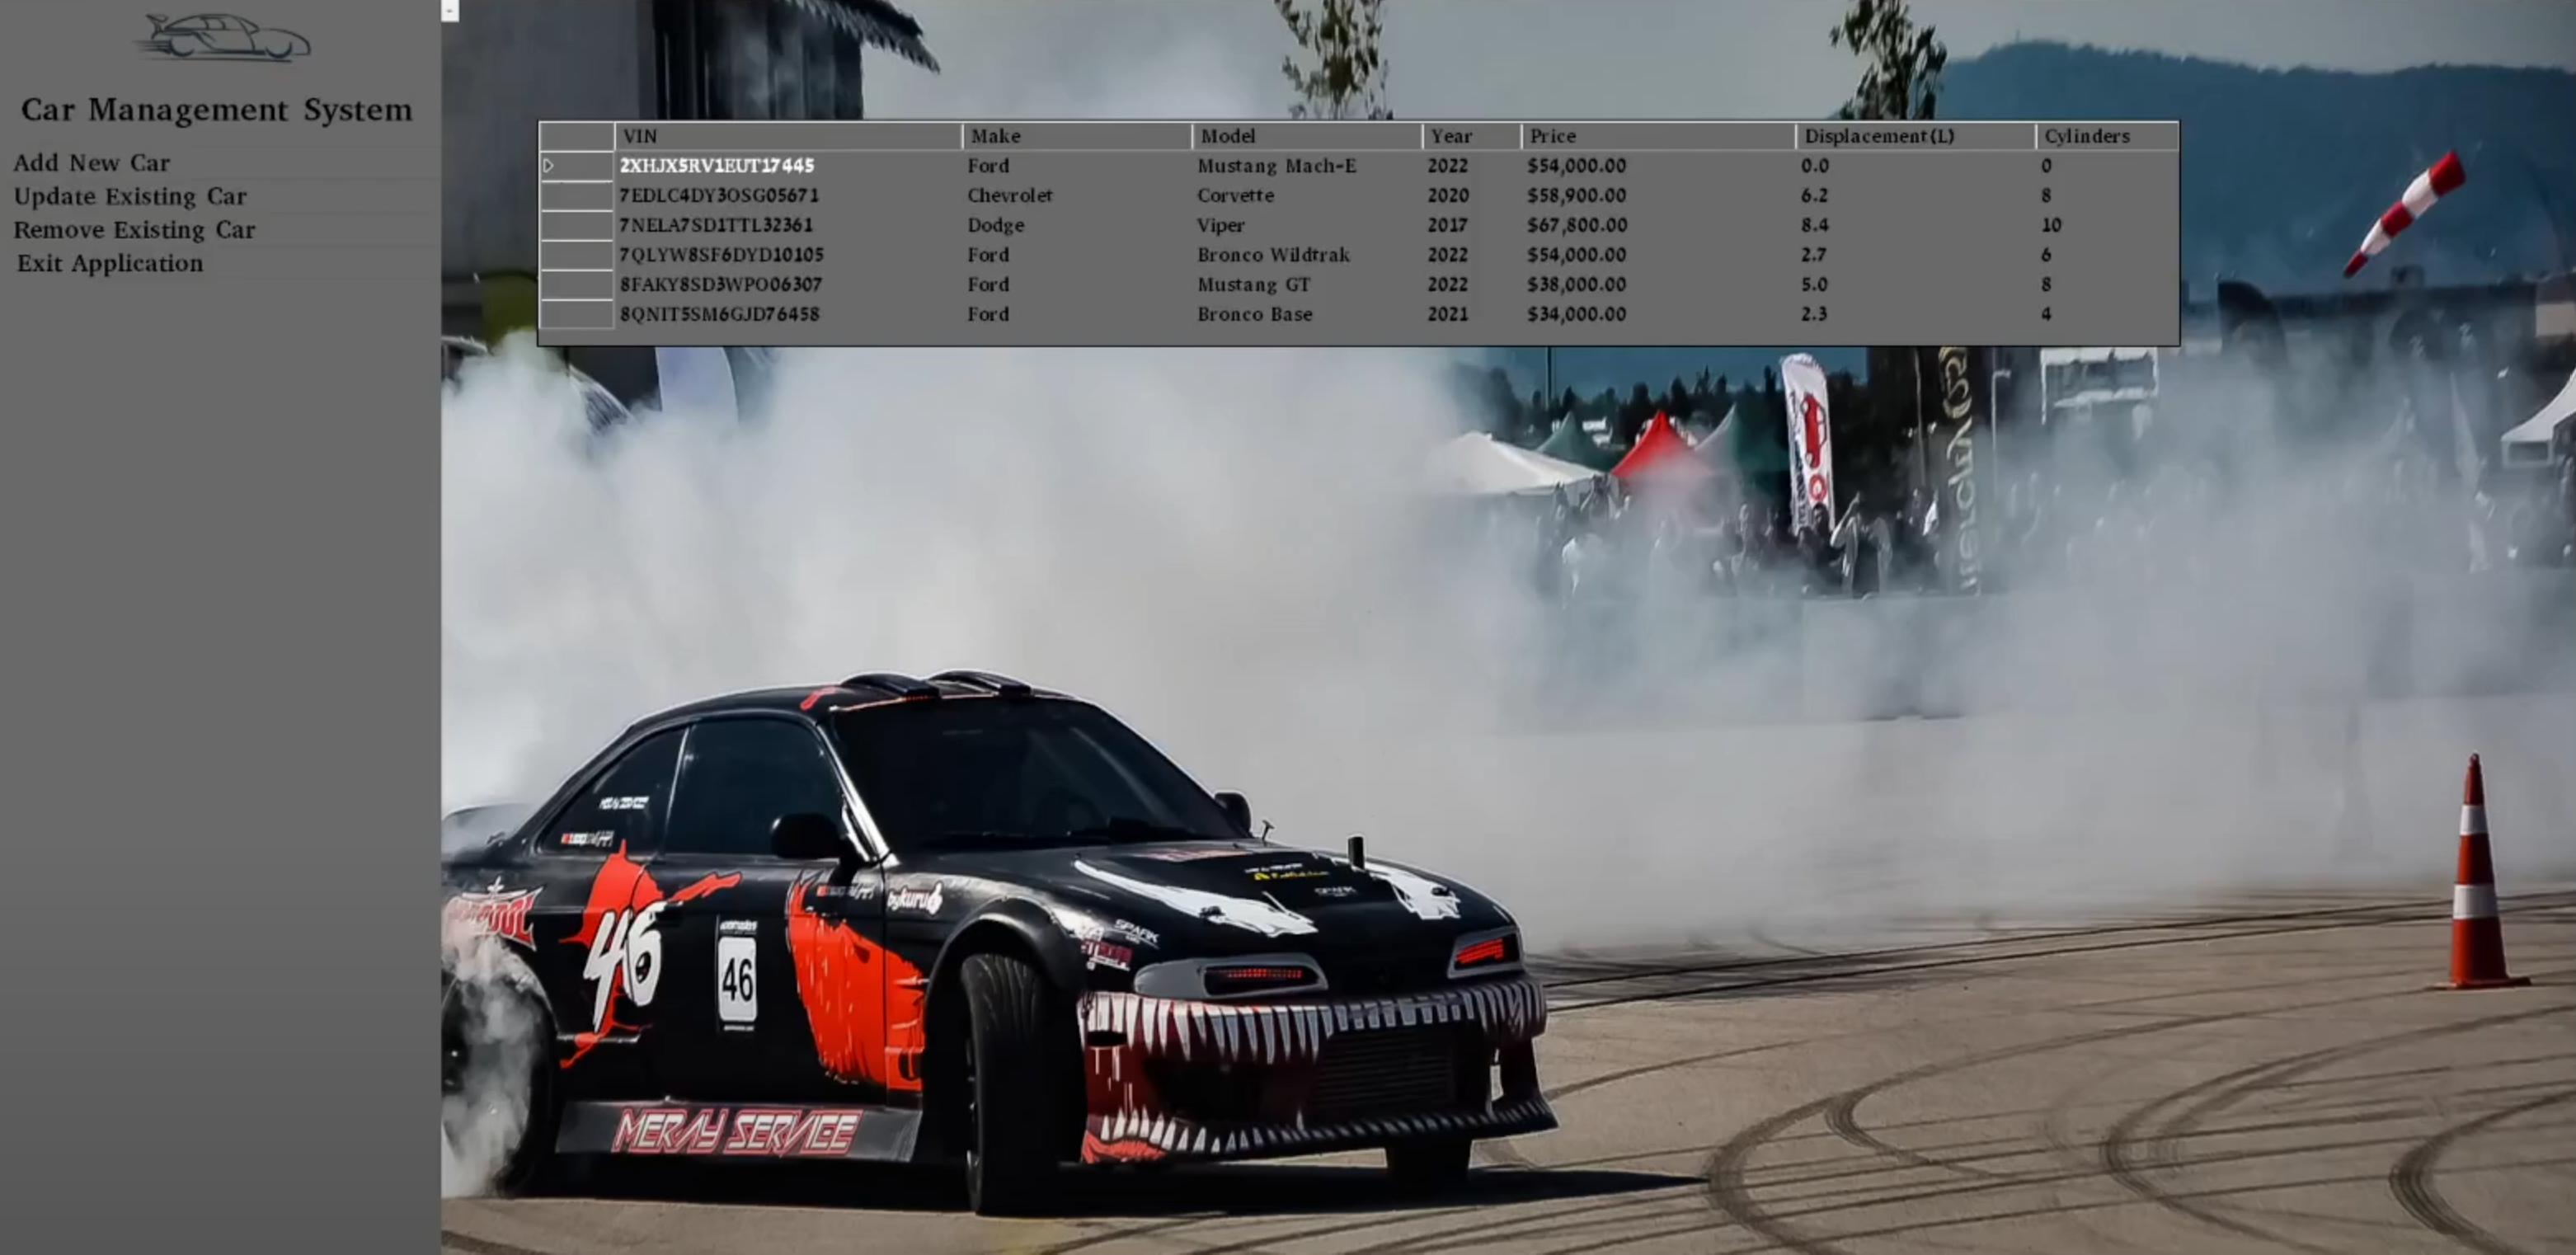 Car Management System
Add New Car
Update Existing Car
Remove Existing Car
Exit Application
VIN Make Model Year Price Displacement(L) Cylinders
2XHJX5RV1EUT17445 Ford Mustang Mach-E 2022 $54,000.00 0.0 0
7EDLC4DY3OSG05671 Chevrolet Corvette 2020 $58,900.00 6.2 8
7NELA7SD1TTL32361 Dodge Viper 2017 $67,800.00 8.4 10
7QLYW8SF6DYD10105 Ford Bronco Wildtrak 2022 $54,000.00 2.7 6
8FAKY8SD3WPO06307 Ford Mustang GT 2022 $38,000.00 5.0 8
8QNIT5SM6GJD76458 Ford Bronco Base 2021 $34,000.00 2.3 4
bykuru
SPARK
SPARK
46
46
MERAY SERVICE